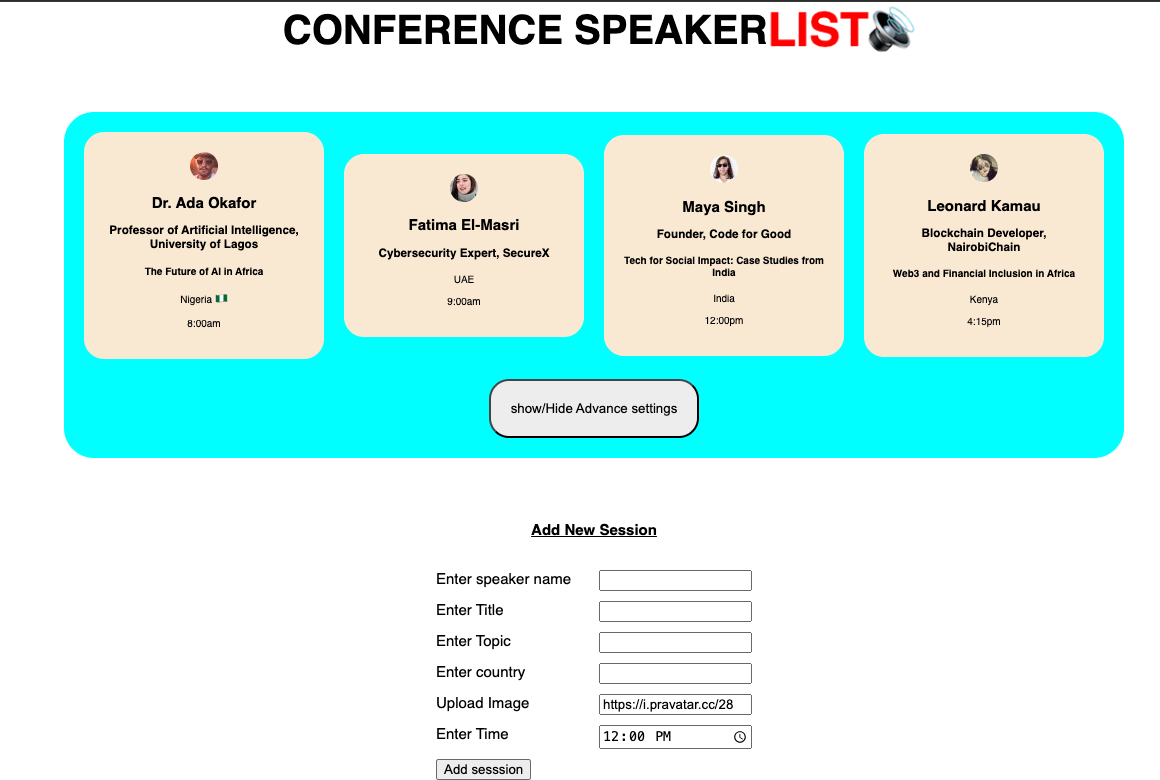 CONFERENCE SPEAKERLIST
Dr. Ada Okafor
Professor of Artificial Intelligence,
University of Lagos
The Future of AI in Africa
Nigeria
8:00am
Fatima El-Masri
Cybersecurity Expert, SecureX
UAE
9:00am
Maya Singh
Founder, Code for Good
Tech for Social Impact: Case Studies from
India
India
12:00pm
Leonard Kamau
Blockchain Developer,
NairobiChain
Web3 and Financial Inclusion in Africa
Kenya
4:15pm
show/Hide Advance settings
Add New Session
Enter speaker name
Enter Title
Enter Topic
Enter country
Upload Image https://i.pravatar.cc/28
Enter Time 12:00 PM
Add sesssion